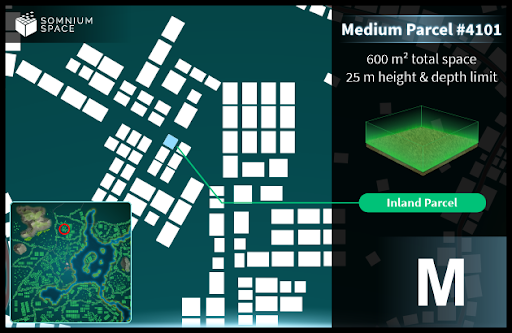 SOMNIUM
SPACE
Medium Parcel #4101
600 m² total space
25 m height & depth limit
Inland Parcel
M